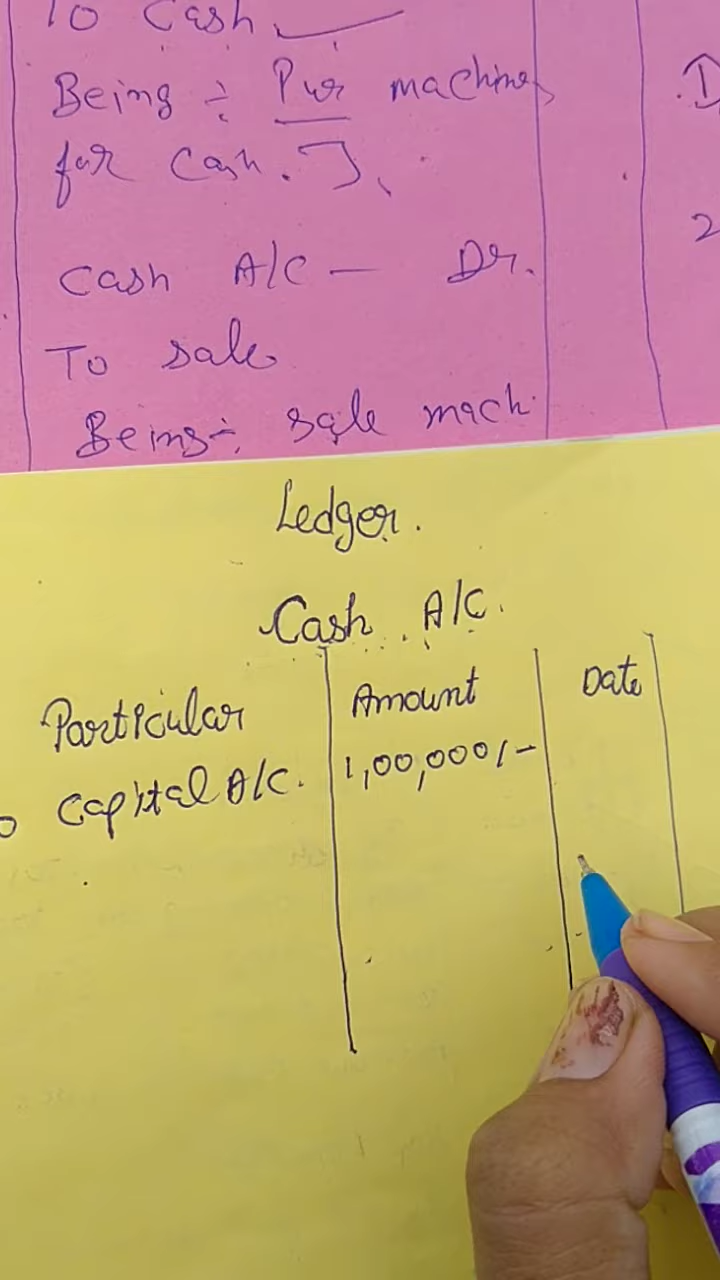 To Cash
Being ÷ Pur machine
for Cash.
Cash A/C — Dr.
To sale
Being ÷ sale mach.
Ledger.
Cash A/C.
Particular Amount Date
Capital A/C. 1,00,000/-